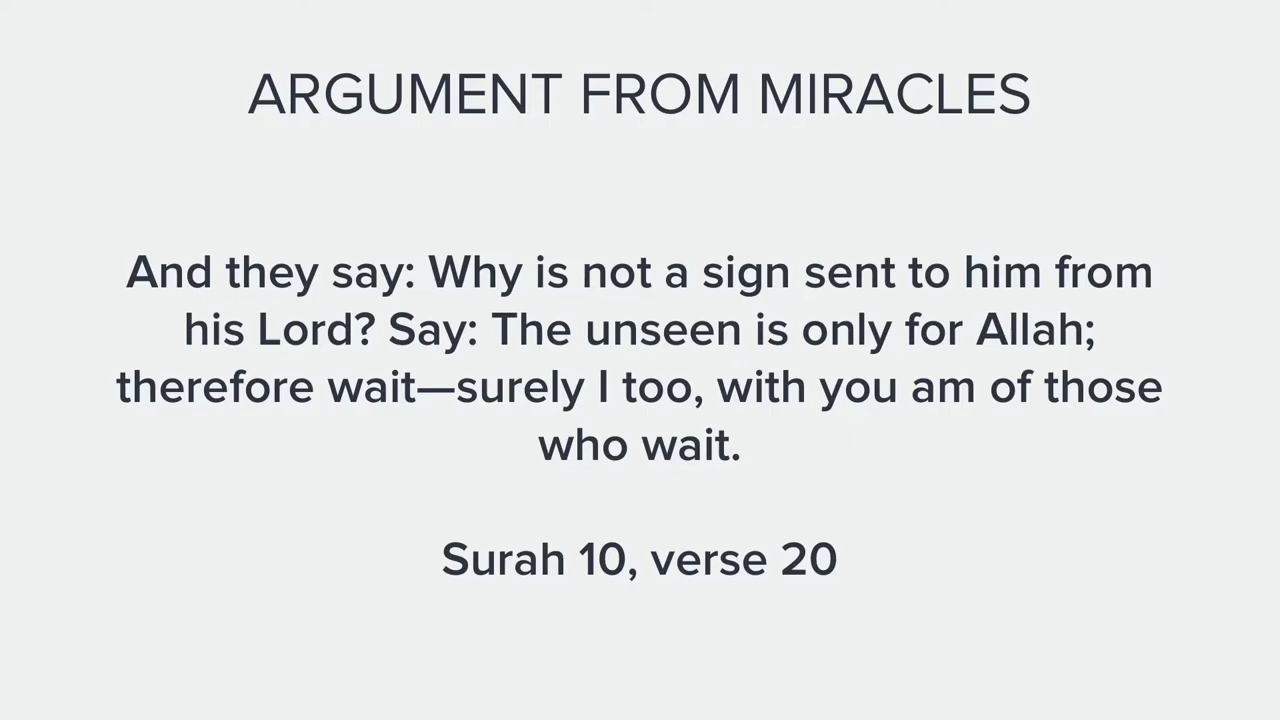 ARGUMENT FROM MIRACLES
And they say: Why is not a sign sent to him from
his Lord? Say: The unseen is only for Allah;
therefore wait—surely I too, with you am of those
who wait.
Surah 10, verse 20